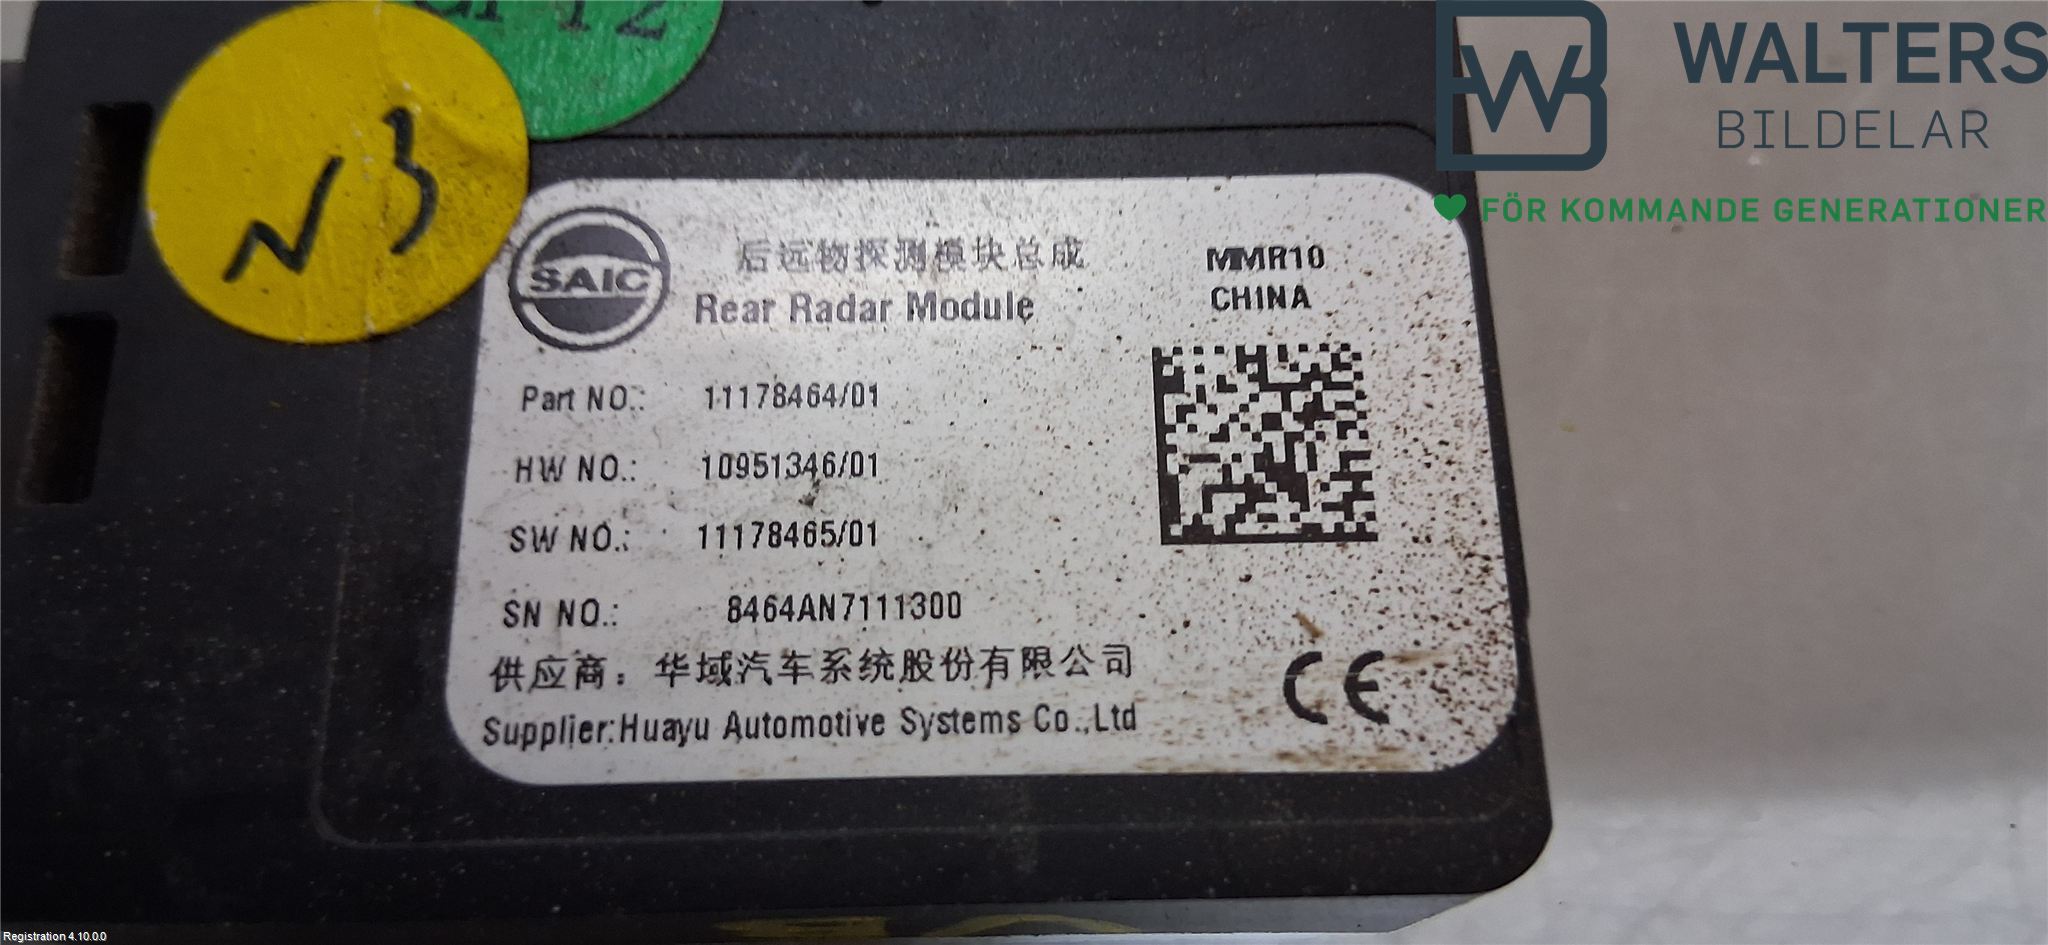 WALTERS
BILDELAR
FÖR KOMMANDE GENERATIONER
N3
SAIC
后远物探测模块总成
Rear Radar Module
MMR10
CHINA
Part NO.: 11178464/01
HW NO.: 10951346/01
SW NO.: 11178465/01
SN NO.: 8464AN7111300
供应商：华域汽车系统股份有限公司
Supplier:Huayu Automotive Systems Co.,Ltd
CE
Registration 4.10.0.0